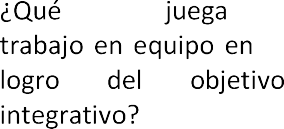 ¿Qué juega
trabajo en equipo en
logro del objetivo
integrativo?